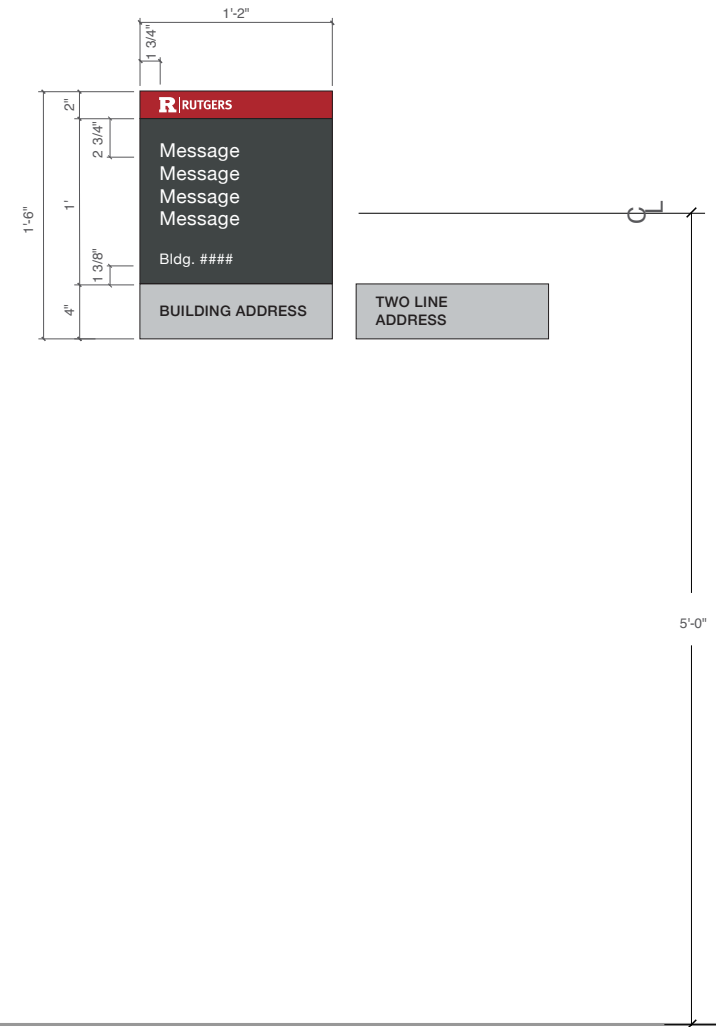 1'-2"
1 3/4"
R RUTGERS
2"
2 3/4"
Message
Message
Message
Message
1'
1'-6"
CL
Bldg. ####
1 3/8"
4"
BUILDING ADDRESS
TWO LINE
ADDRESS
5'-0"